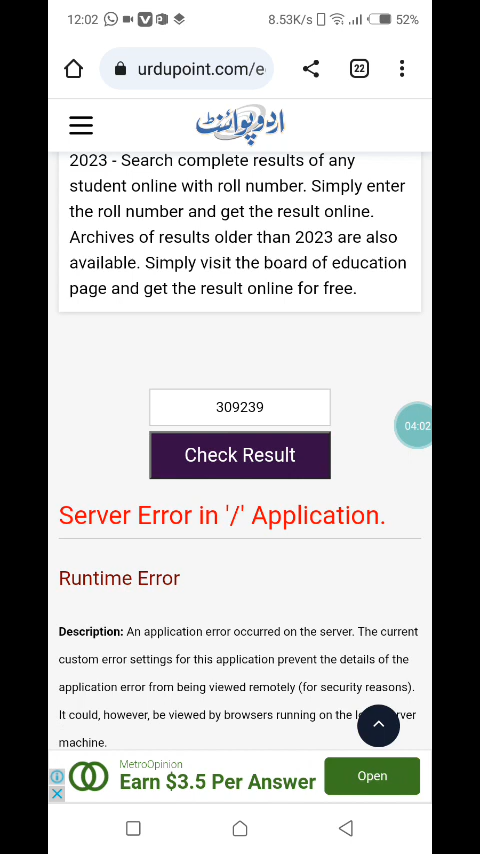 12:02
8.53K/s
52%
urdupoint.com/e
22
اردو پوائنٹ
2023 - Search complete results of any
student online with roll number. Simply enter
the roll number and get the result online.
Archives of results older than 2023 are also
available. Simply visit the board of education
page and get the result online for free.
309239
04:02
Check Result
Server Error in '/' Application.
Runtime Error
Description: An application error occurred on the server. The current
custom error settings for this application prevent the details of the
application error from being viewed remotely (for security reasons).
It could, however, be viewed by browsers running on the
machine.
MetroOpinion
Earn $3.5 Per Answer
Open